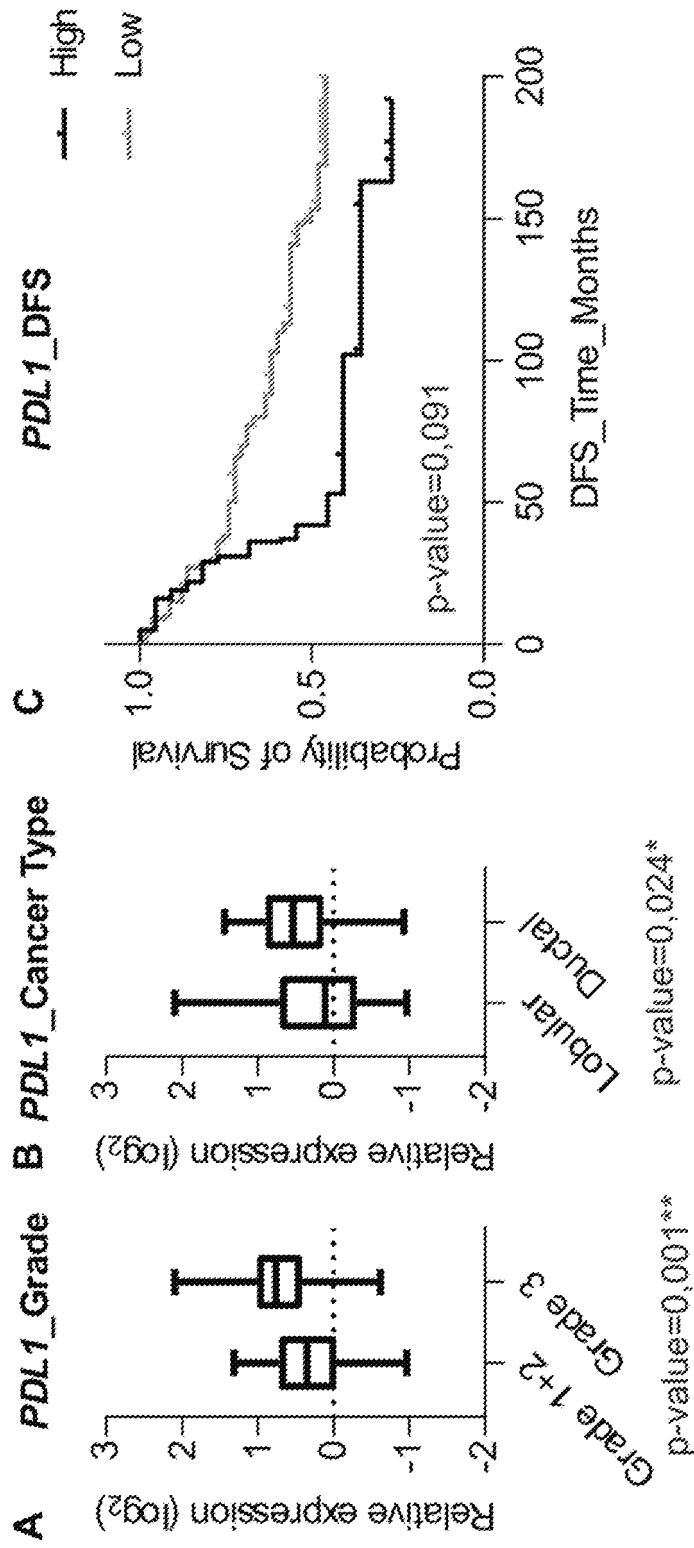 A
PDL1_Grade
Relative expression (log2)
3
2
1
0
-1
-2
Grade 1+2
Grade 3
p-value=0,001**
B
PDL1_Cancer Type
Relative expression (log2)
3
2
1
0
-1
-2
Lobular
Ductal
p-value=0,024*
C
PDL1_DFS
High
Low
Probability of Survival
1.0
0.5
0.0
p-value=0,091
0
50
100
150
200
DFS_Time_Months